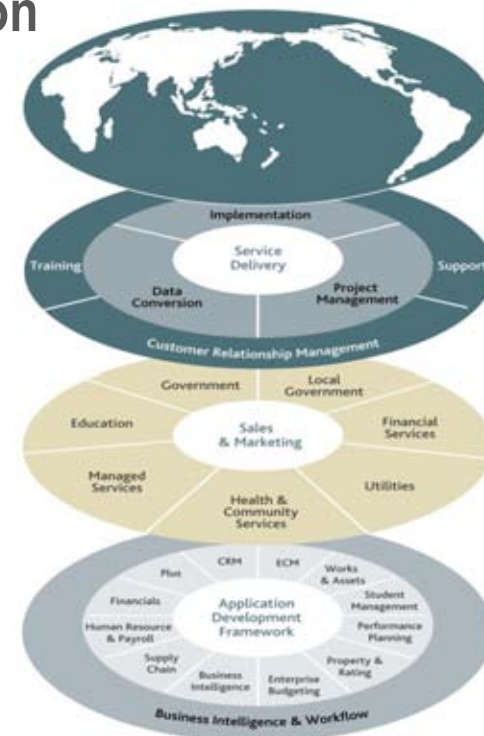 on
Implementation
Service
Delivery
Training
Support
Data
Conversion
Project
Management
Customer Relationship Management
Government
Local
Government
Education
Sales
& Marketing
Financial
Services
Managed
Services
Utilities
Health &
Community
Services
Plus
CRM
ECM
Works
& Assets
Financials
Application
Development
Framework
Student
Management
Human Resource
& Payroll
Performance
Planning
Supply
Chain
Business
Intelligence
Enterprise
Budgeting
Property &
Rating
Business Intelligence & Workflow